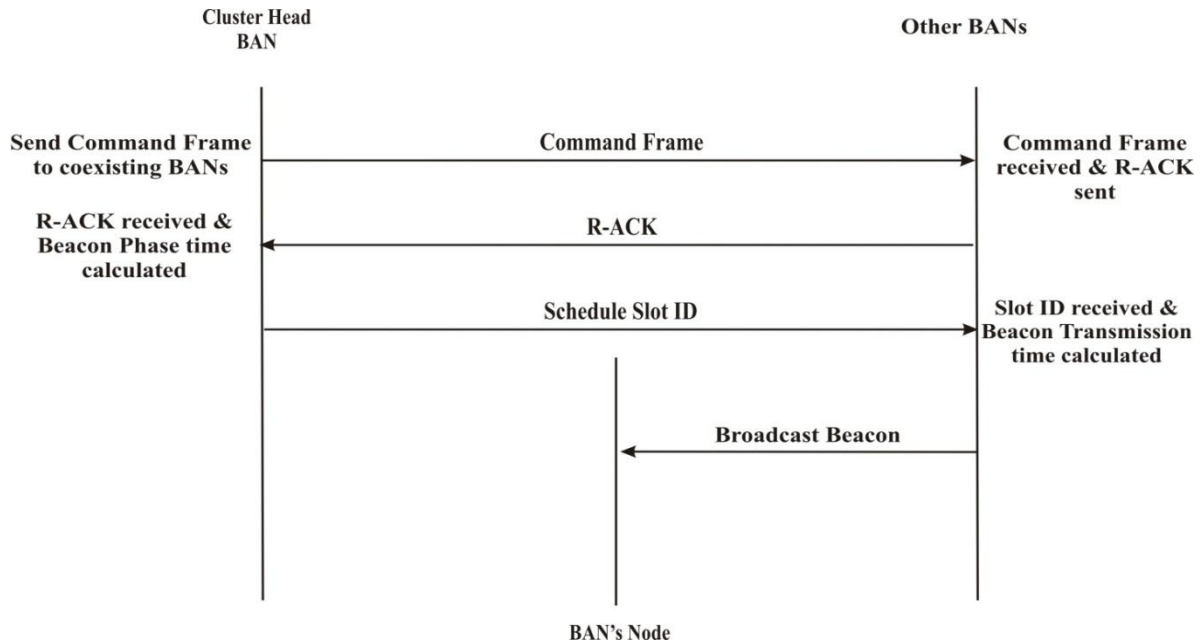 Cluster Head
BAN
Other BANs
Send Command Frame
to coexisting BANs
Command Frame
Command Frame
received & R-ACK
sent
R-ACK received &
Beacon Phase time
calculated
R-ACK
Schedule Slot ID
Slot ID received &
Beacon Transmission
time calculated
Broadcast Beacon
BAN's Node